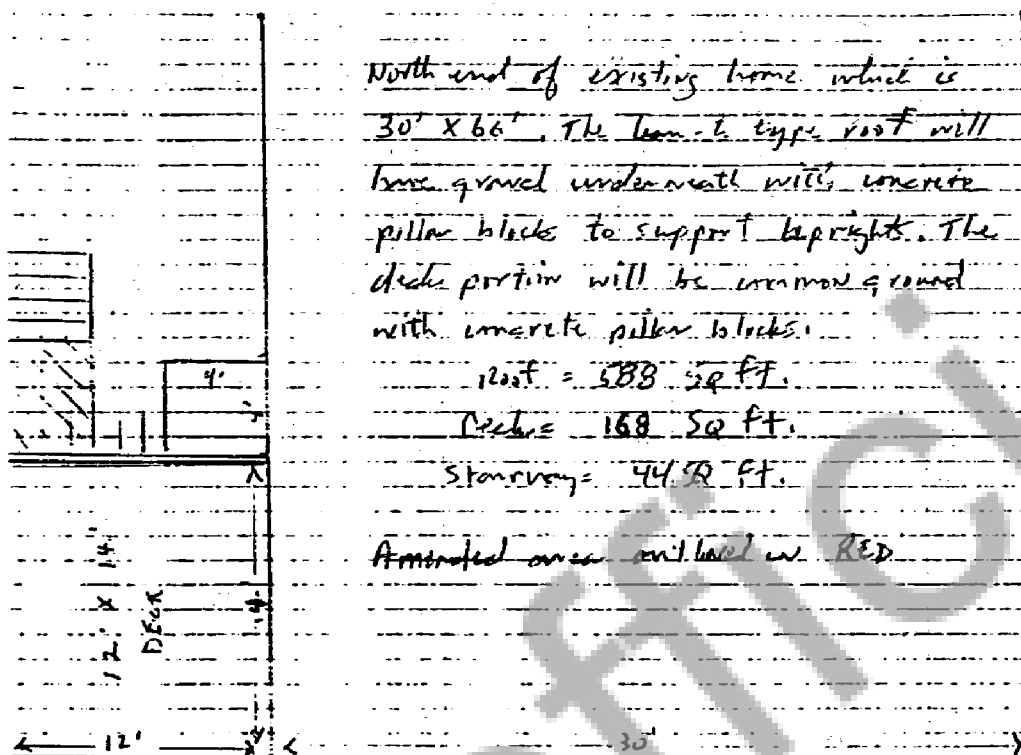 North end of existing home which is
30' X 66'. The lean-t type roof will
have gravel underneath with concrete
pillar blocks to support uprights. The
deck portion will be common ground
with concrete pillar blocks.
Roof = 588 SQ ft.
Deck = 168 SQ ft.
Stairway = 44 SQ ft.
Amended area outlined in RED
4'
4'
12' X 14'
DECK
14'
12'
30'
ffici